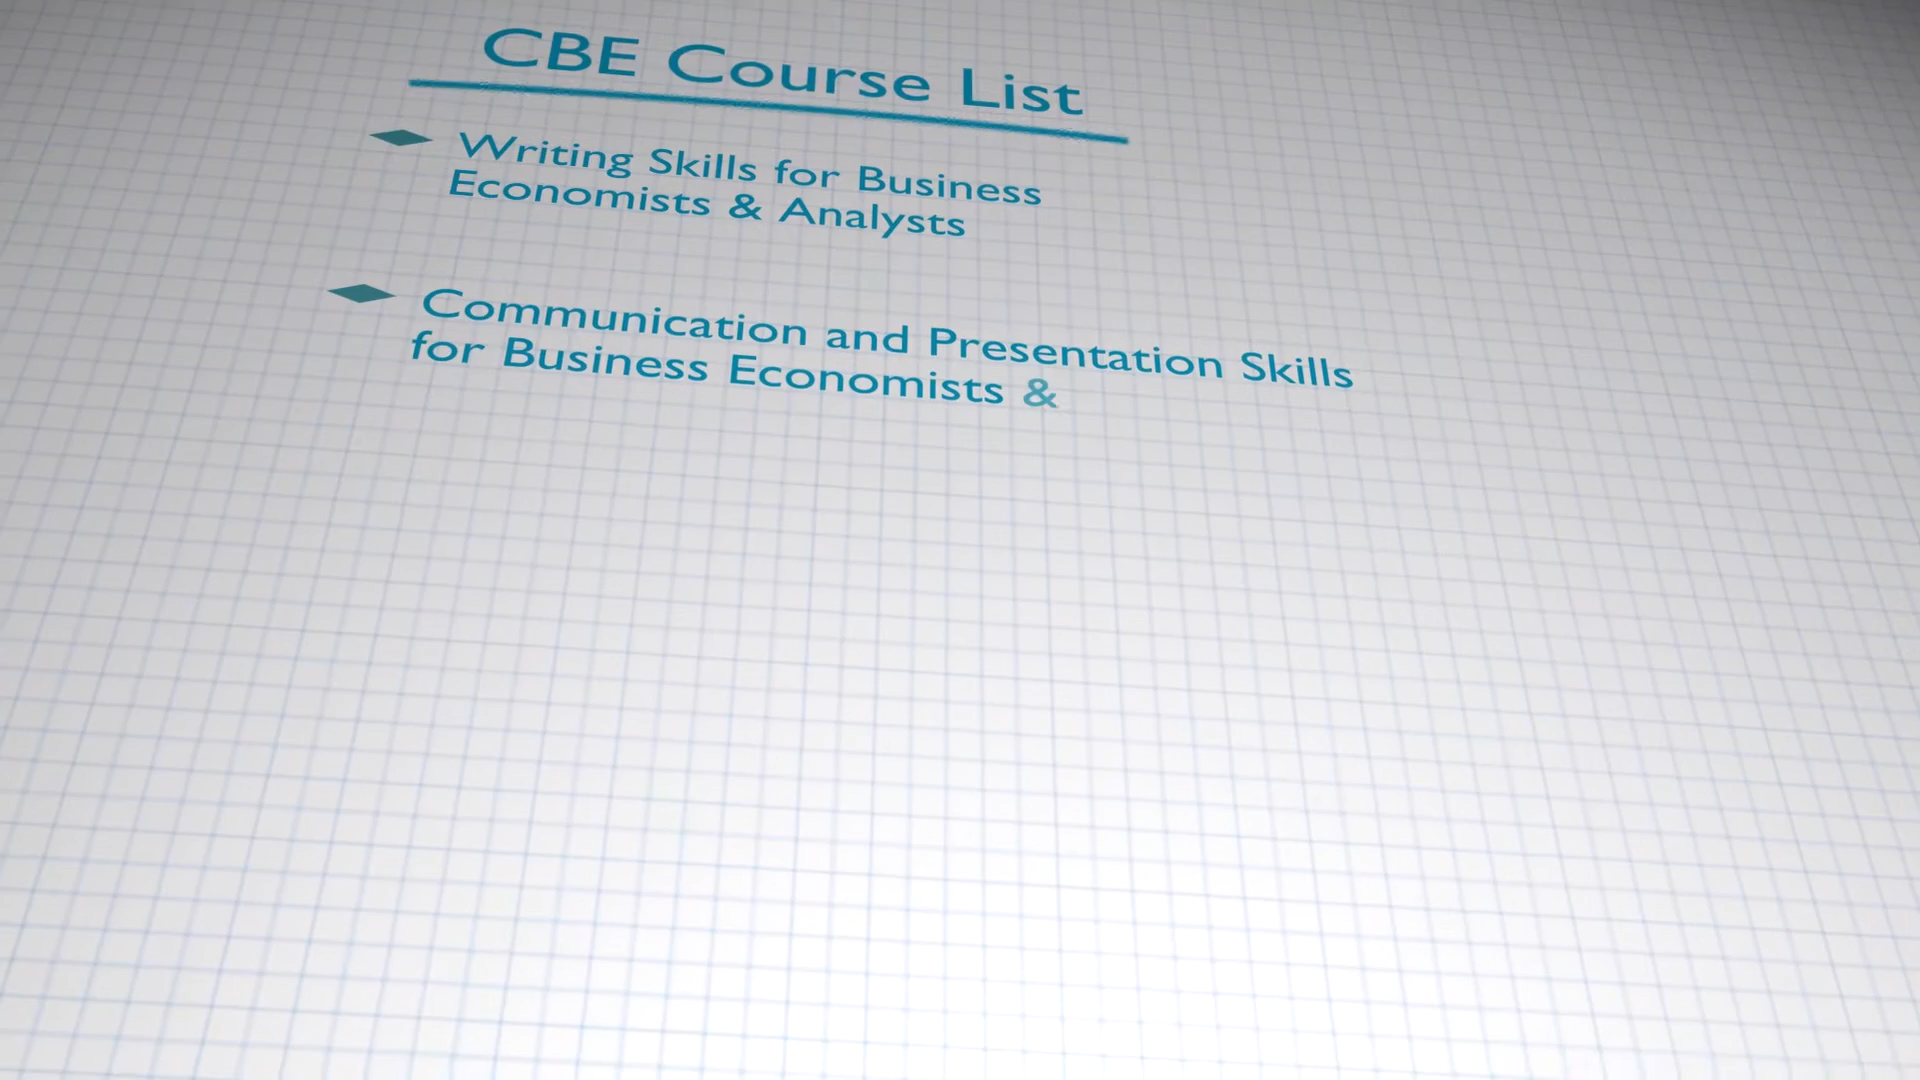 CBE Course List
Writing Skills for Business
Economists & Analysts
Communication and Presentation Skills
for Business Economists &